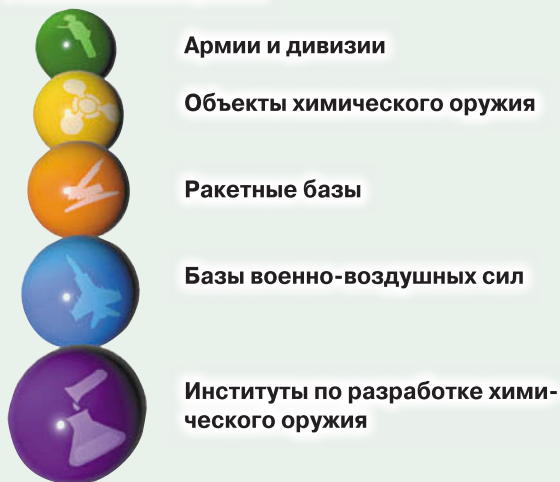 Армии и дивизии
Объекты химического оружия
Ракетные базы
Базы военно-воздушных сил
Институты по разработке хими-
ческого оружия